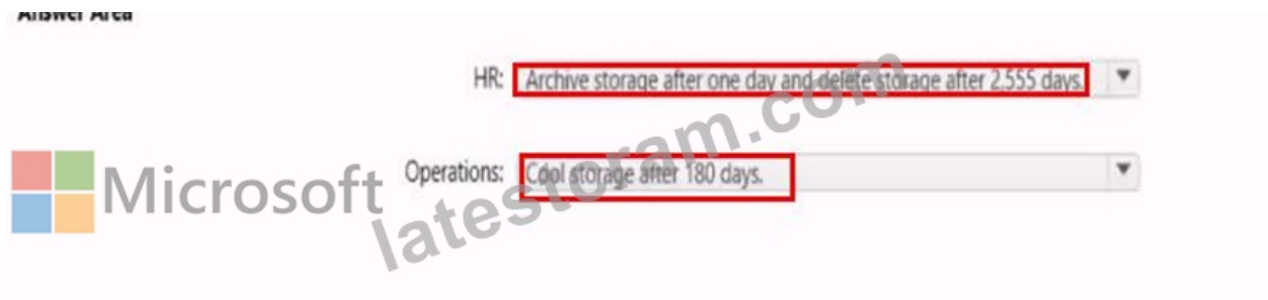 Answer Area
HR: Archive storage after one day and delete storage after 2,555 days.
Operations: Cool storage after 180 days.
Microsoft
latestoram.com